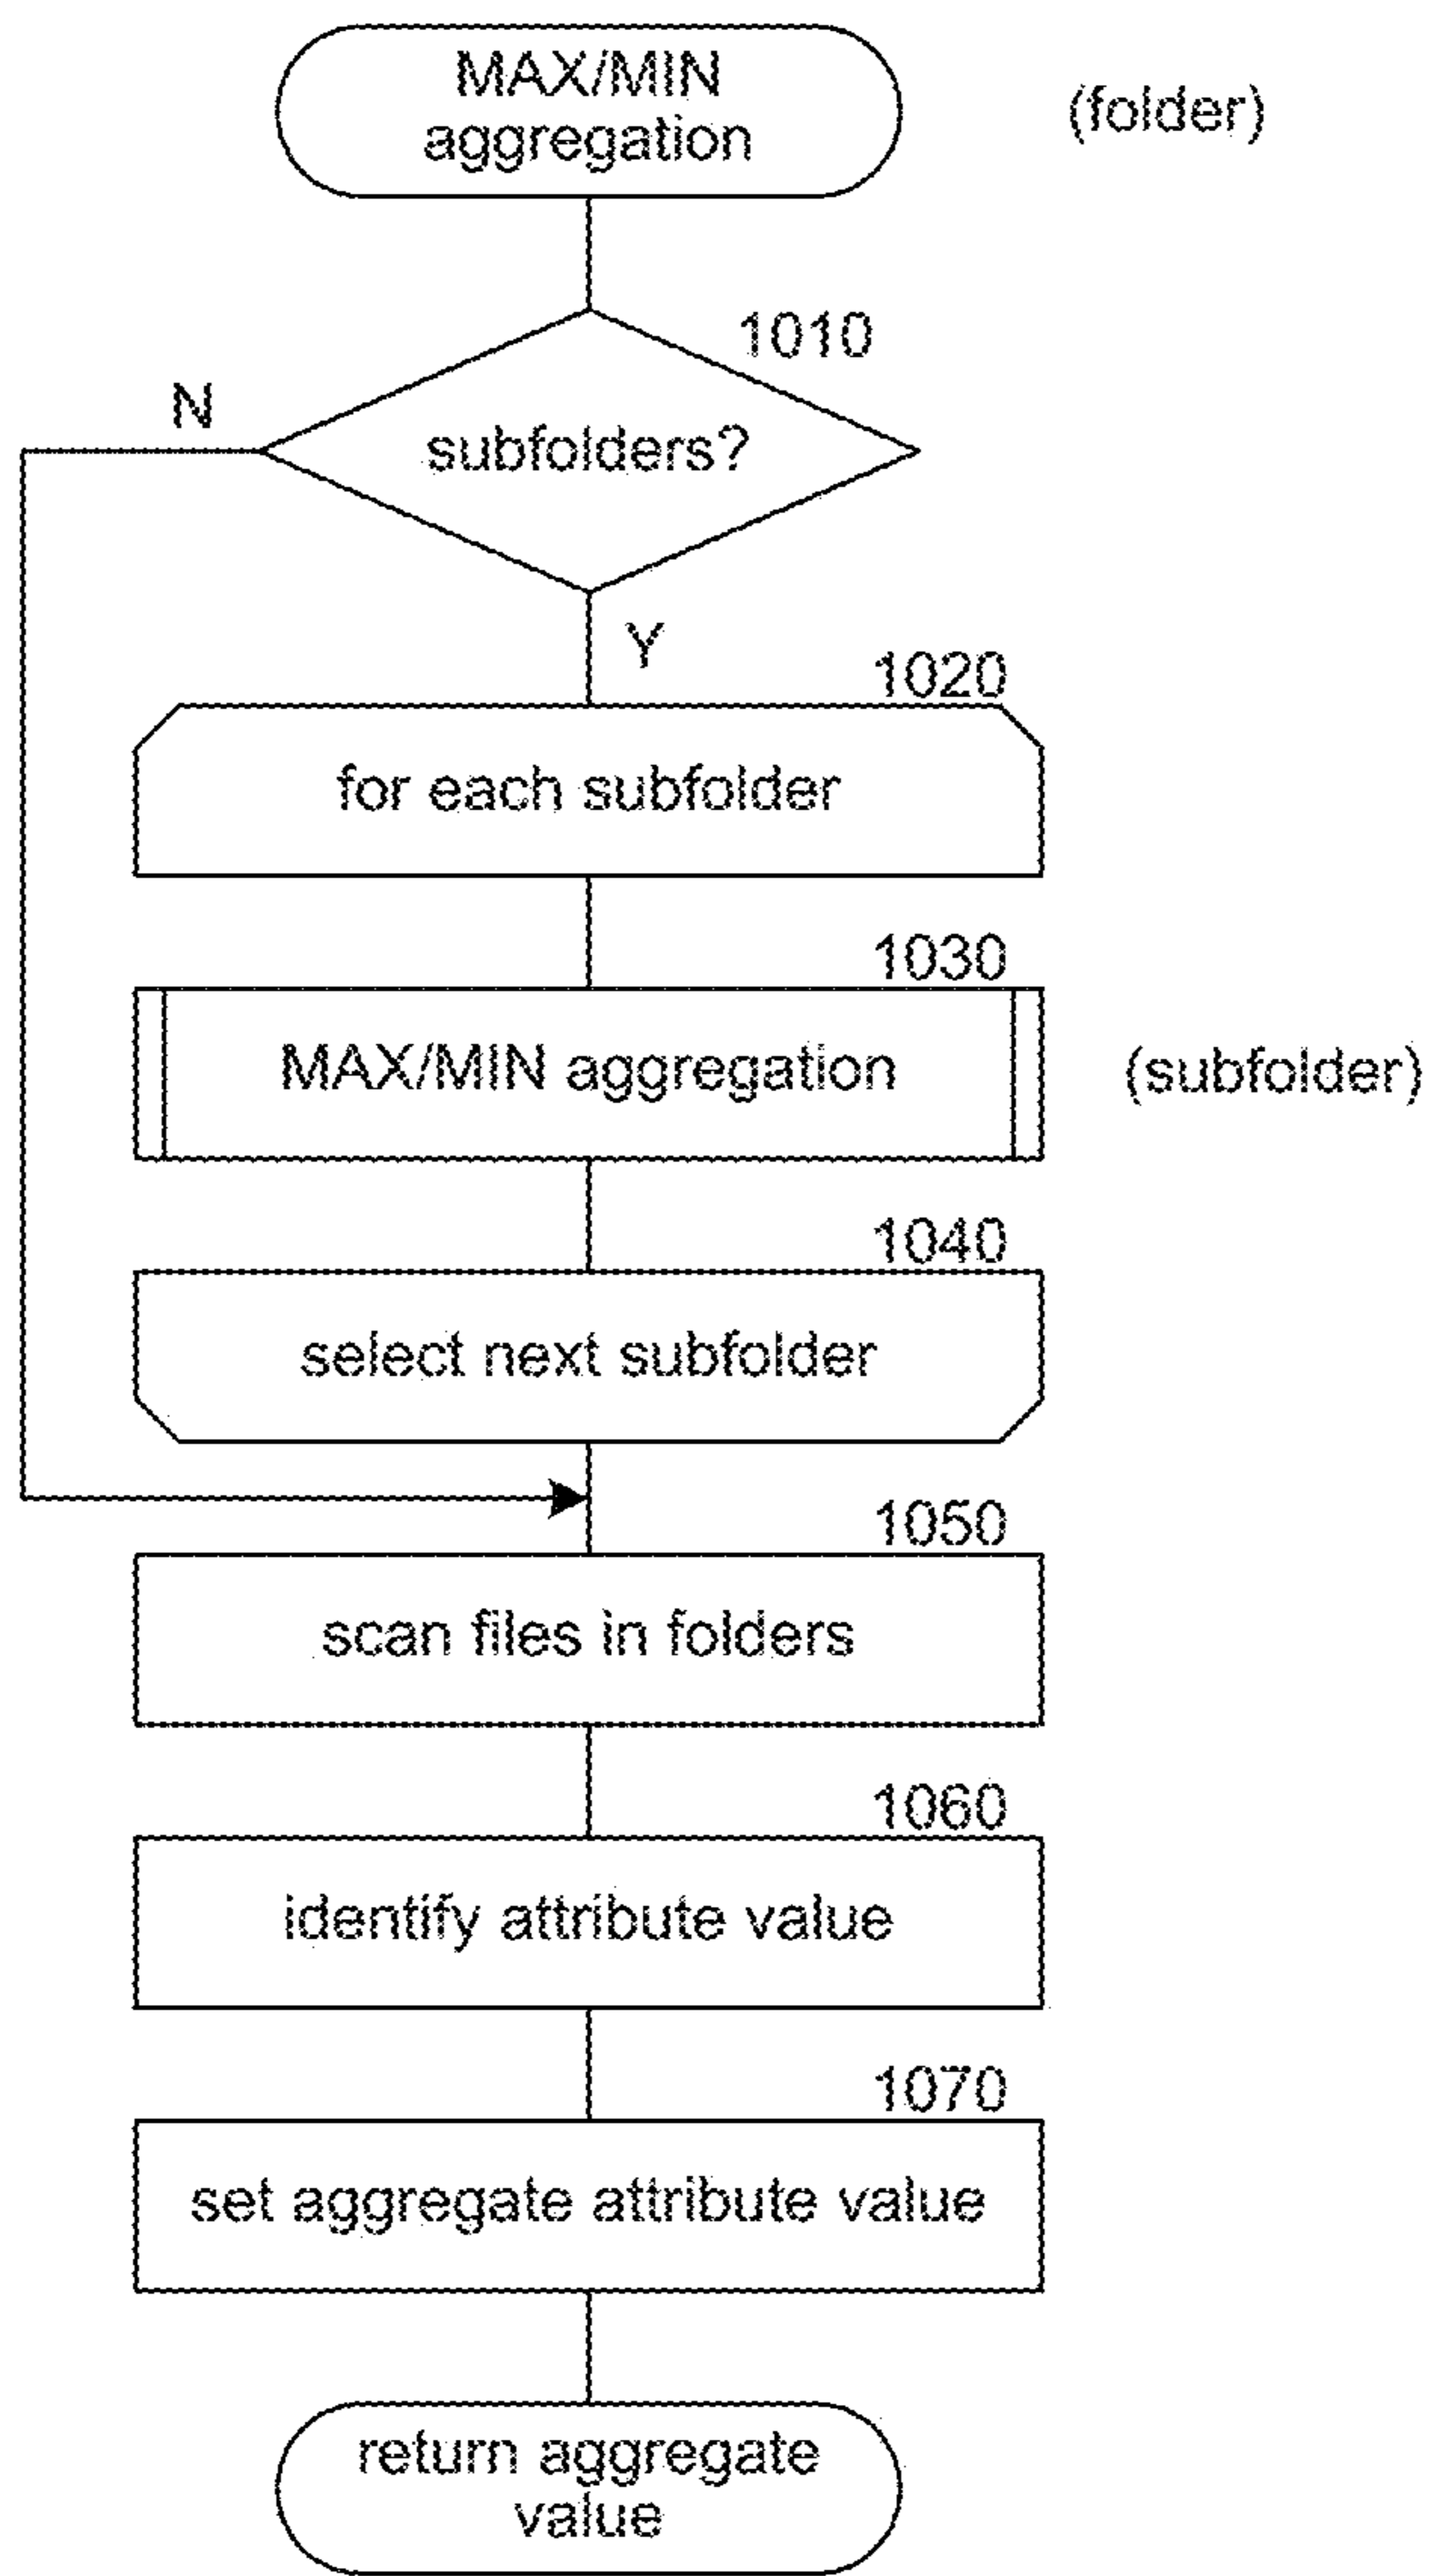 MAX/MIN
aggregation
(folder)
1010
N
subfolders?
Y
1020
for each subfolder
1030
MAX/MIN aggregation
(subfolder)
1040
select next subfolder
1050
scan files in folders
1060
identify attribute value
1070
set aggregate attribute value
return aggregate
value